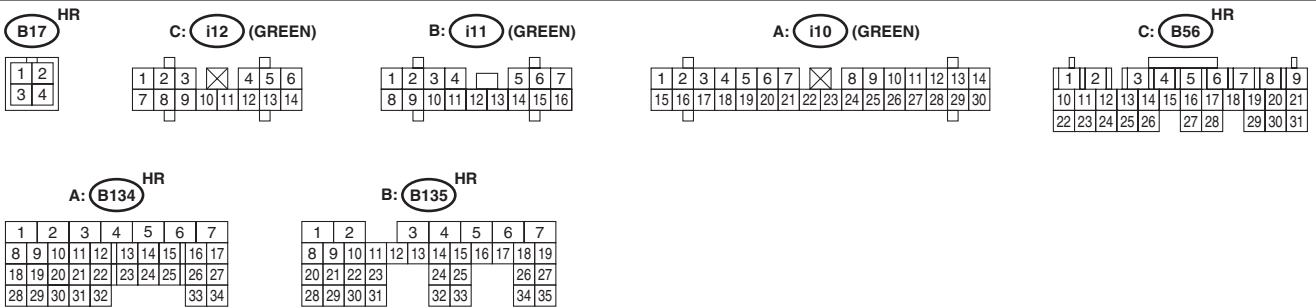 B17 HR
C: i12 (GREEN)
B: i11 (GREEN)
A: i10 (GREEN)
C: B56 HR
1 2
3 4
1 2 3 4 5 6
7 8 9 10 11 12 13 14
1 2 3 4 5 6 7
8 9 10 11 12 13 14 15 16
1 2 3 4 5 6 7 8 9 10 11 12 13 14
15 16 17 18 19 20 21 22 23 24 25 26 27 28 29 30
1 2 3 4 5 6 7 8 9
10 11 12 13 14 15 16 17 18 19 20 21
22 23 24 25 26 27 28 29 30 31
A: B134 HR
B: B135 HR
1 2 3 4 5 6 7
8 9 10 11 12 13 14 15 16 17
18 19 20 21 22 23 24 25 26 27
28 29 30 31 32 33 34
1 2 3 4 5 6 7
8 9 10 11 12 13 14 15 16 17 18 19
20 21 22 23 24 25 26 27
28 29 30 31 32 33 34 35